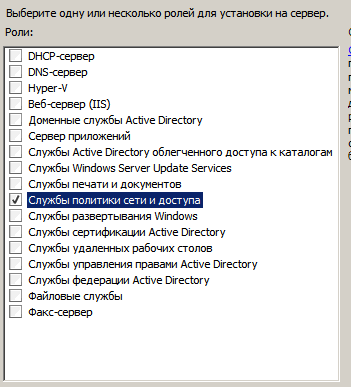 Выберите одну или несколько ролей для установки на сервер.
Роли:
DHCP-сервер
DNS-сервер
Hyper-V
Веб-сервер (IIS)
Доменные службы Active Directory
Сервер приложений
Службы Active Directory облегченного доступа к каталогам
Службы Windows Server Update Services
Службы печати и документов
Службы политики сети и доступа
Службы развертывания Windows
Службы сертификации Active Directory
Службы удаленных рабочих столов
Службы управления правами Active Directory
Службы федерации Active Directory
Файловые службы
Факс-сервер